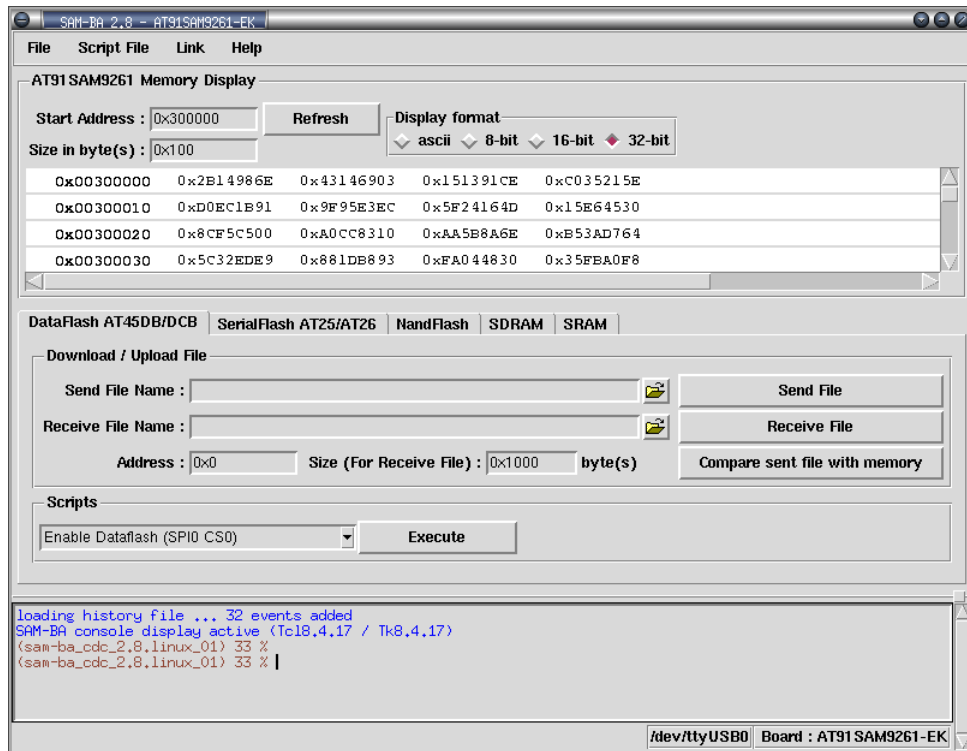 SAM-BA 2.8 - AT91SAM9261-EK
File Script File Link Help
AT91SAM9261 Memory Display
Start Address : 0x300000 Refresh Display format
ascii 8-bit 16-bit 32-bit
Size in byte(s) : 0x100
0x00300000 0x2B14986E 0x43146903 0x151391CE 0xC035215E
0x00300010 0xD0EC1B91 0x9F95E3EC 0x5F24164D 0x15E64530
0x00300020 0x8CF5C500 0xA0CC8310 0xAA5B8A6E 0xB53AD764
0x00300030 0x5C32EDE9 0x881DB893 0xFA044830 0x35FBA0F8
DataFlash AT45DB/DCB SerialFlash AT25/AT26 NandFlash SDRAM SRAM
Download / Upload File
Send File Name : Send File
Receive File Name : Receive File
Address : 0x0 Size (For Receive File) : 0x1000 byte(s) Compare sent file with memory
Scripts
Enable Dataflash (SPI0 CS0) Execute
loading history file ... 32 events added
SAM-BA console display active (Tcl8.4.17 / Tk8.4.17)
(sam-ba_cdc_2.8.linux_01) 33 %
(sam-ba_cdc_2.8.linux_01) 33 %
/dev/ttyUSB0 Board : AT91SAM9261-EK